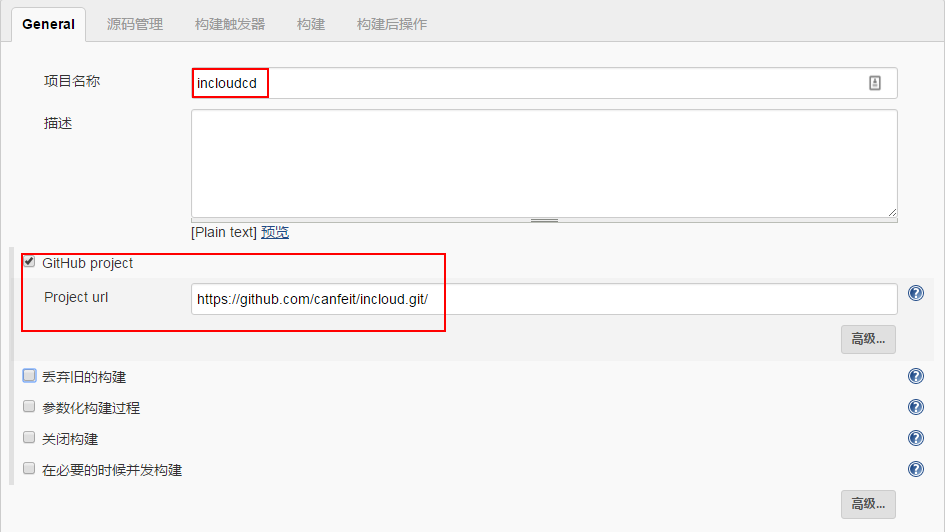 General 源码管理 构建触发器 构建 构建后操作
项目名称 incloudcd
描述
[Plain text] 预览
GitHub project
Project url https://github.com/canfeit/incloud.git/
高级...
丢弃旧的构建
参数化构建过程
关闭构建
在必要的时候并发构建
高级...